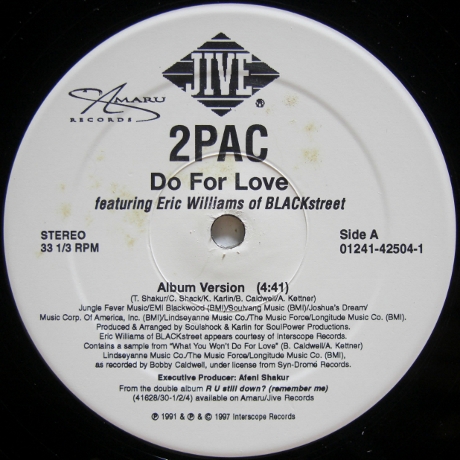 JIVE
®
AMARU
RECORDS
2PAC
Do For Love
featuring Eric Williams of BLACKstreet
STEREO
33 1/3 RPM
Side A
01241-42504-1
Album Version (4:41)
(T. Shakur/C. Shack/K. Karlin/B. Caldwell/A. Kettner)
Jungle Fever Music/EMI Blackwood (BMI)/Soulvang Music (BMI)/Joshua's Dream/
Music Corp. Of America, Inc. (BMI)/Lindseyanne Music Co./The Music Force/Longitude Music Co. (BMI)
Produced & Arranged by Soulshock & Karlin for SoulPower Productions.
Eric Williams of BLACKstreet appears courtesy of Interscope Records.
Contains a sample from "What You Won't Do For Love" (B. Caldwell/A. Kettner)
Lindseyanne Music Co./The Music Force/Longitude Music Co. (BMI),
as recorded by Bobby Caldwell, under license from Syn-Drome Records.
Executive Producer: Afeni Shakur
From the double album R U still down? (remember me)
(41628/30-1/2/4) available on Amaru/Jive Records
℗ 1991 & ℗ & © 1997 Interscope Records